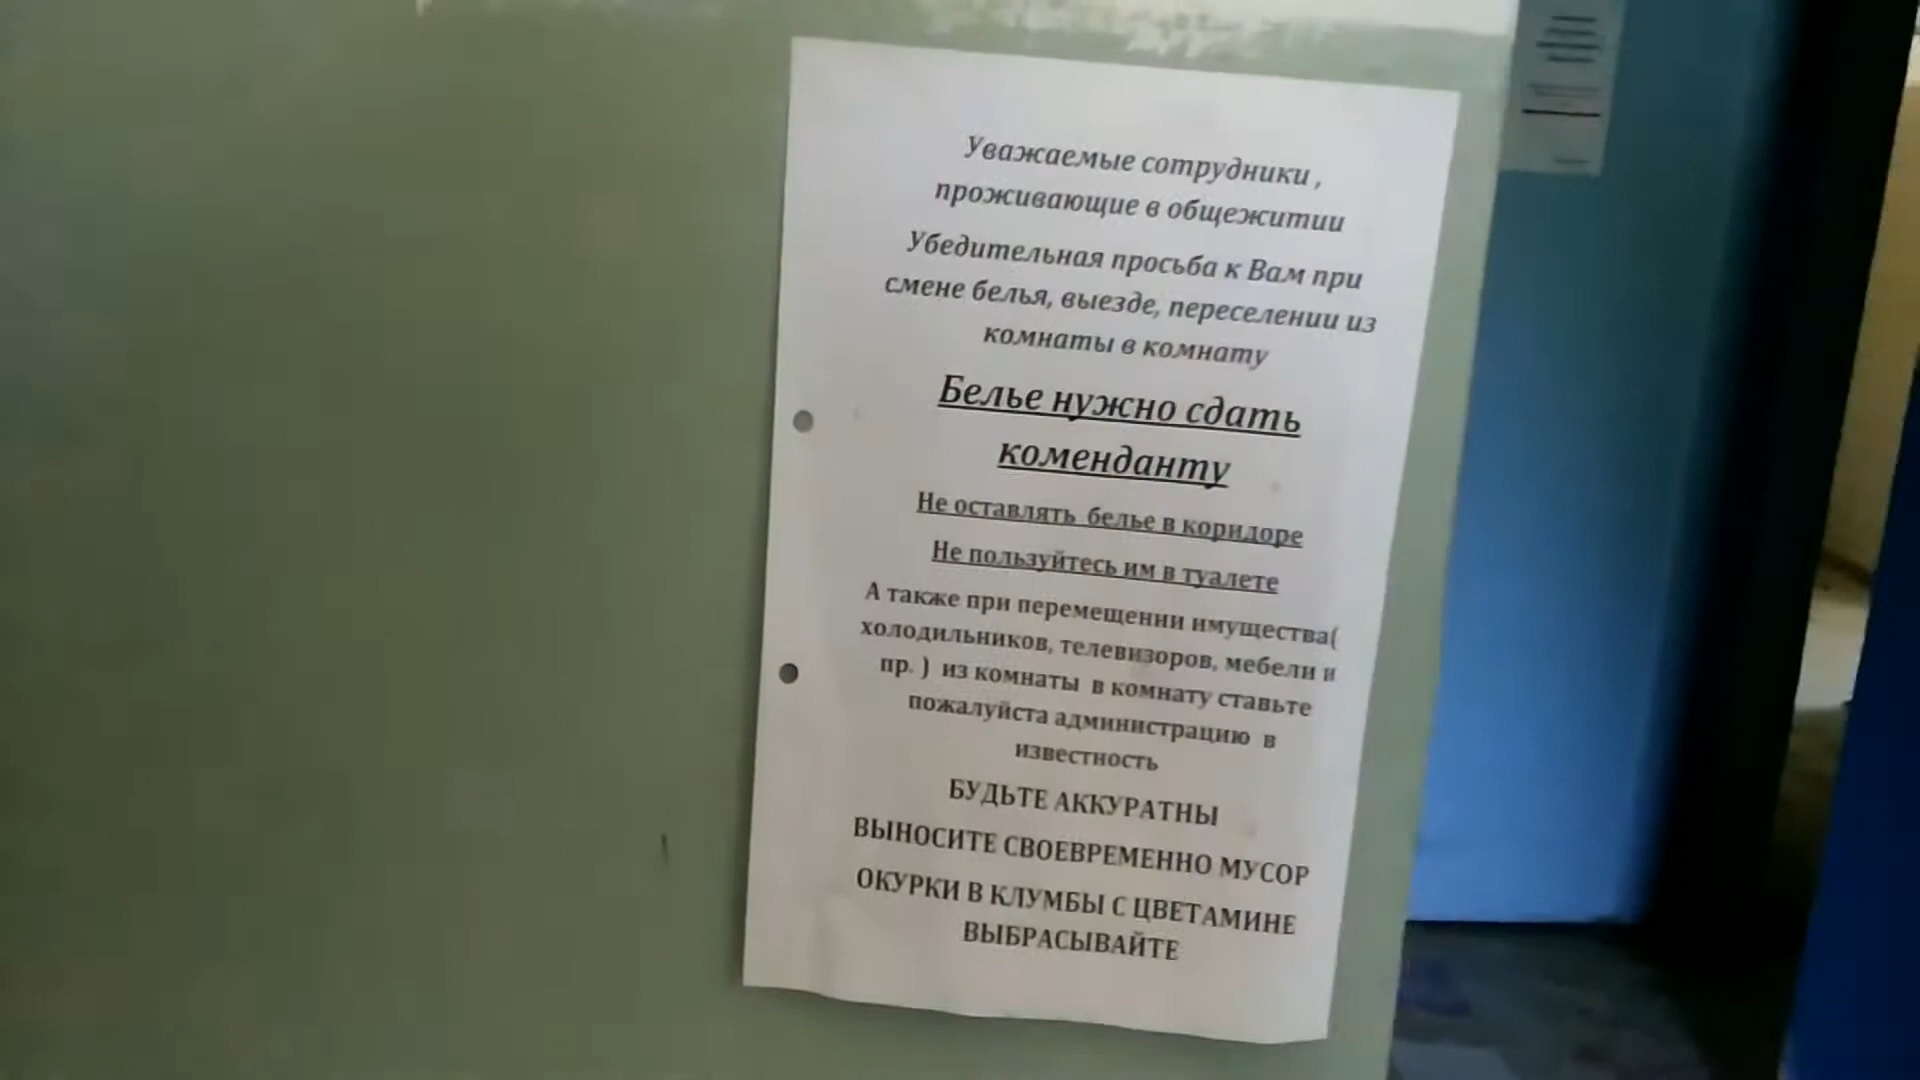 Уважаемые сотрудники ,
проживающие в общежитии
Убедительная просьба к Вам при
смене белья, выезде, переселении из
комнаты в комнату
Белье нужно сдать
коменданту
Не оставлять белье в коридоре
Не пользуйтесь им в туалете
А также при перемещении имущества(
холодильников, телевизоров, мебели и
пр. ) из комнаты в комнату ставьте
пожалуйста администрацию в
известность
БУДЬТЕ АККУРАТНЫ
ВЫНОСИТЕ СВОЕВРЕМЕННО МУСОР
ОКУРКИ В КЛУМБЫ С ЦВЕТАМИНЕ
ВЫБРАСЫВАЙТЕ